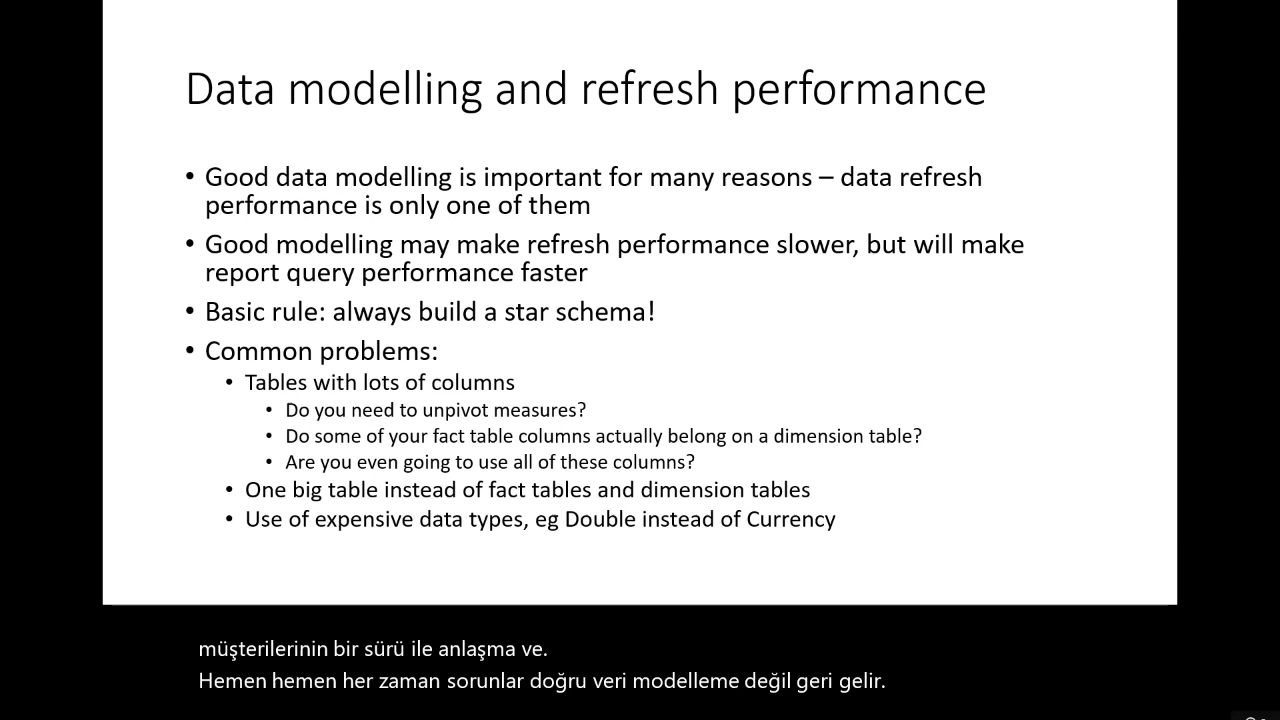 Data modelling and refresh performance
• Good data modelling is important for many reasons – data refresh
performance is only one of them
• Good modelling may make refresh performance slower, but will make
report query performance faster
• Basic rule: always build a star schema!
• Common problems:
• Tables with lots of columns
• Do you need to unpivot measures?
• Do some of your fact table columns actually belong on a dimension table?
• Are you even going to use all of these columns?
• One big table instead of fact tables and dimension tables
• Use of expensive data types, eg Double instead of Currency
müşterilerinin bir sürü ile anlaşma ve.
Hemen hemen her zaman sorunlar doğru veri modelleme değil geri gelir.